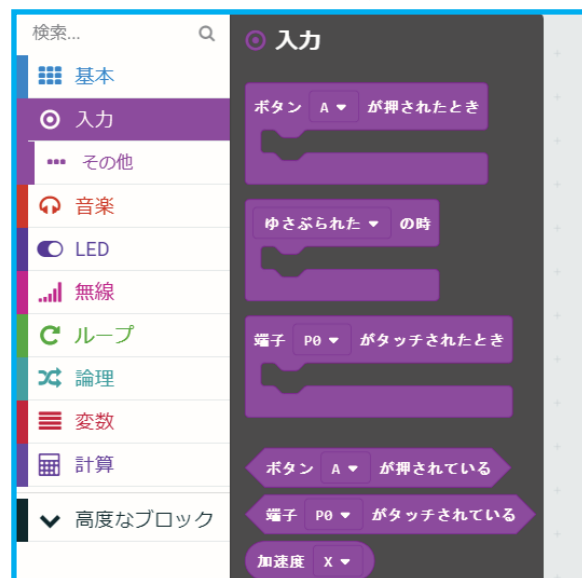 検索...
基本
入力
その他
音楽
LED
無線
ループ
論理
変数
計算
高度なブロック
入力
ボタン A が押されたとき
ゆさぶられた の時
端子 P0 がタッチされたとき
ボタン A が押されている
端子 P0 がタッチされている
加速度 X